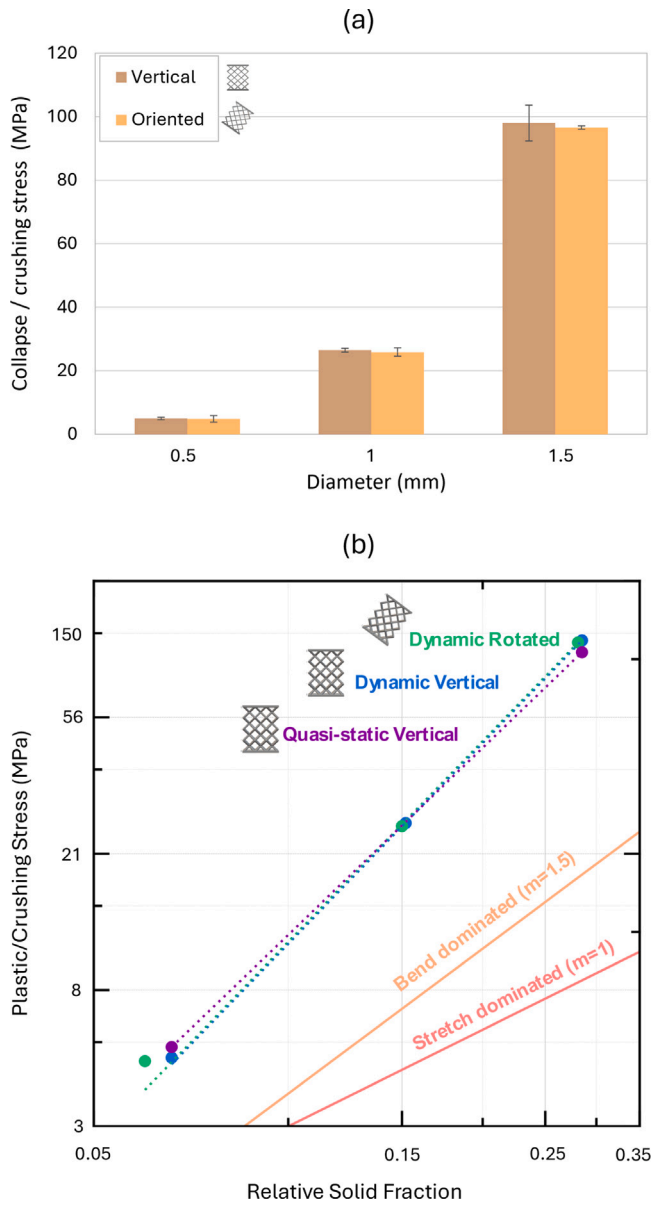 (a)
120
100
80
60
40
20
0
Collapse / crushing stress (MPa)
Vertical
Oriented
0.5
1
1.5
Diameter (mm)
(b)
150
56
21
8
3
Plastic/Crushing Stress (MPa)
Dynamic Rotated
Dynamic Vertical
Quasi-static Vertical
Bend dominated (m=1.5)
Stretch dominated (m=1)
0.05
0.15
0.25
0.35
Relative Solid Fraction